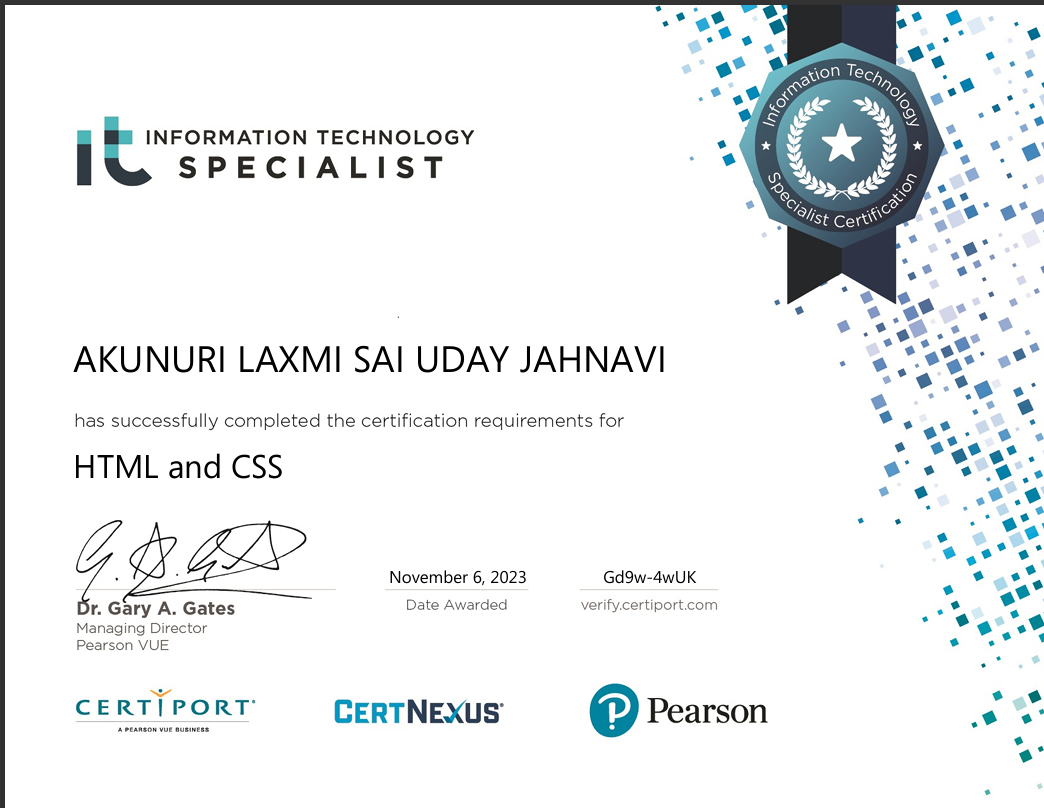 it INFORMATION TECHNOLOGY
SPECIALIST
Information Technology
Specialist Certification
AKUNURI LAXMI SAI UDAY JAHNAVI
has successfully completed the certification requirements for
HTML and CSS
November 6, 2023
Gd9w-4wUK
Dr. Gary A. Gates
Date Awarded
verify.certiport.com
Managing Director
Pearson VUE
CERTIPORT®
A PEARSON VUE BUSINESS
CERTNEXUS®
P Pearson